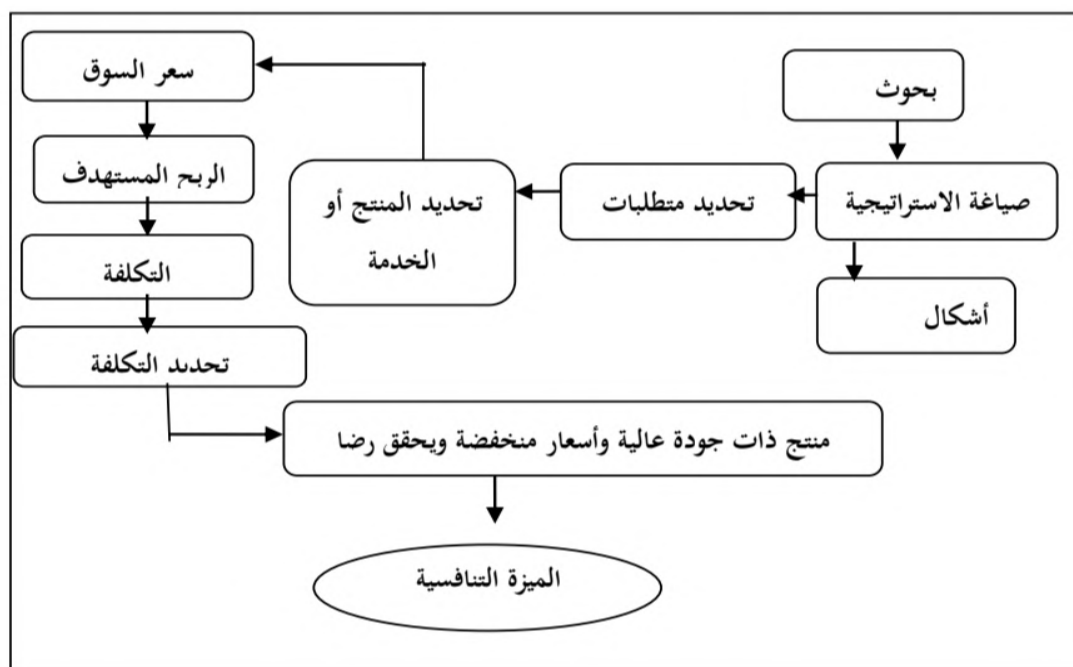 بحوث
صياغة الاستراتيجية
أشكال
تحديد متطلبات
تحديد المنتج أو
الخدمة
سعر السوق
الربح المستهدف
التكلفة
تحديد التكلفة
منتج ذات جودة عالية وأسعار منخفضة ويحقق رضا
الميزة التنافسية